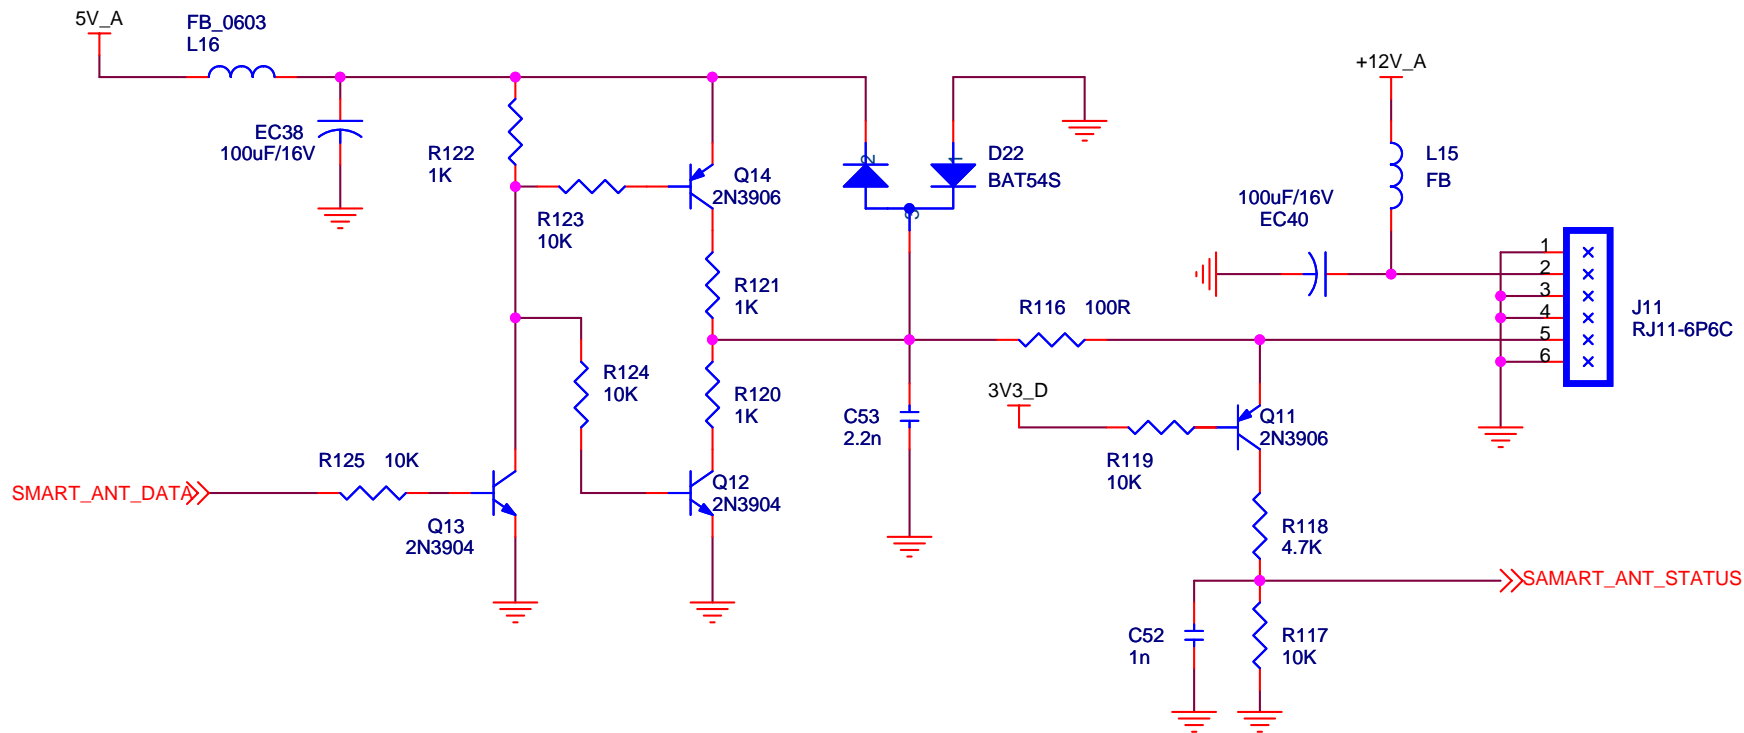 5V_A
FB_0603
L16
+12V_A
EC38
100uF/16V
R122
1K
Q14
2N3906
2
1
D22
BAT54S
L15
FB
100uF/16V
EC40
R123
10K
3
R121
1K
R116 100R
1
2
3
4
5
6
J11
RJ11-6P6C
R124
10K
R120
1K
C53
2.2n
3V3_D
Q11
2N3906
R125 10K
R119
10K
SMART_ANT_DATA
Q13
2N3904
Q12
2N3904
R118
4.7K
SAMART_ANT_STATUS
C52
1n
R117
10K